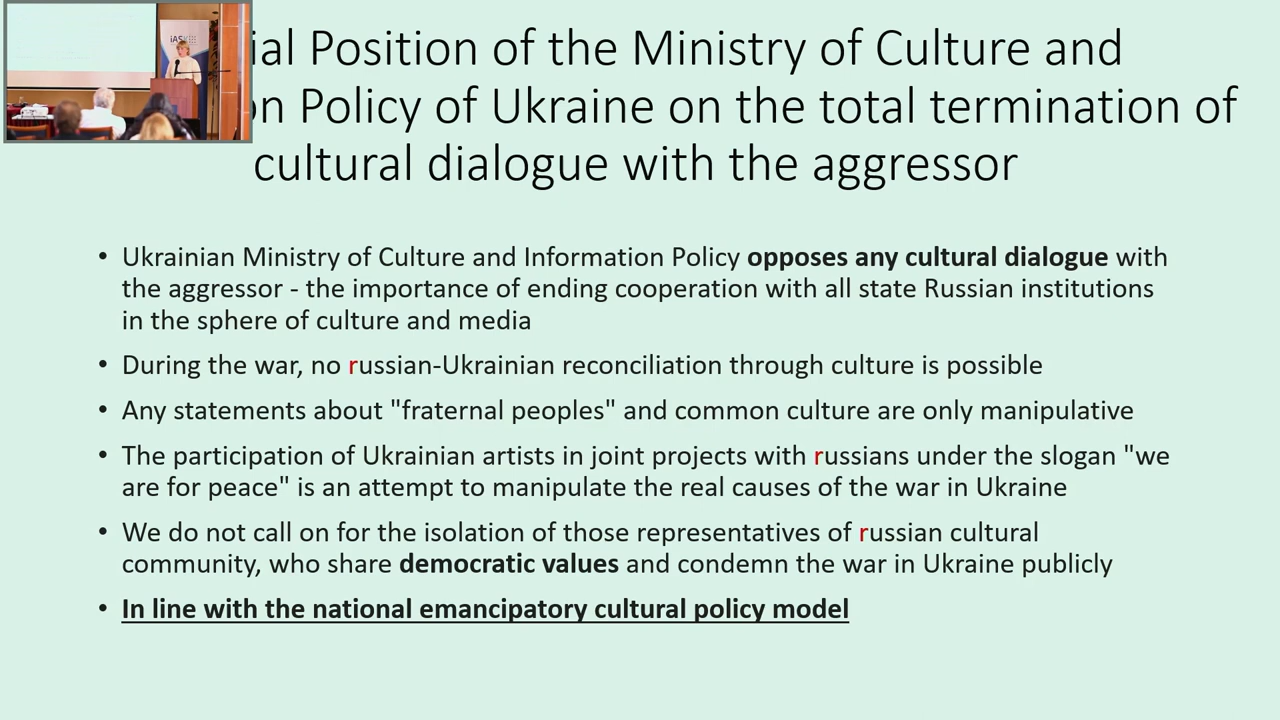 ial Position of the Ministry of Culture and
on Policy of Ukraine on the total termination of
cultural dialogue with the aggressor
• Ukrainian Ministry of Culture and Information Policy opposes any cultural dialogue with
the aggressor - the importance of ending cooperation with all state Russian institutions
in the sphere of culture and media
• During the war, no russian-Ukrainian reconciliation through culture is possible
• Any statements about "fraternal peoples" and common culture are only manipulative
• The participation of Ukrainian artists in joint projects with russians under the slogan "we
are for peace" is an attempt to manipulate the real causes of the war in Ukraine
• We do not call on for the isolation of those representatives of russian cultural
community, who share democratic values and condemn the war in Ukraine publicly
• In line with the national emancipatory cultural policy model